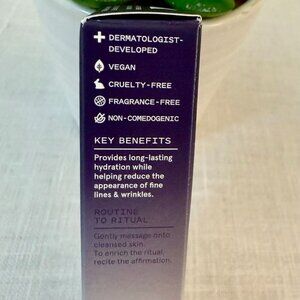 DERMATOLOGIST-
DEVELOPED
VEGAN
CRUELTY-FREE
FRAGRANCE-FREE
NON-COMEDOGENIC
KEY BENEFITS
Provides long-lasting
hydration while
helping reduce the
appearance of fine
lines & wrinkles.
ROUTINE
TO RITUAL
Gently massage onto
cleansed skin.
To enrich the ritual,
recite the affirmation.